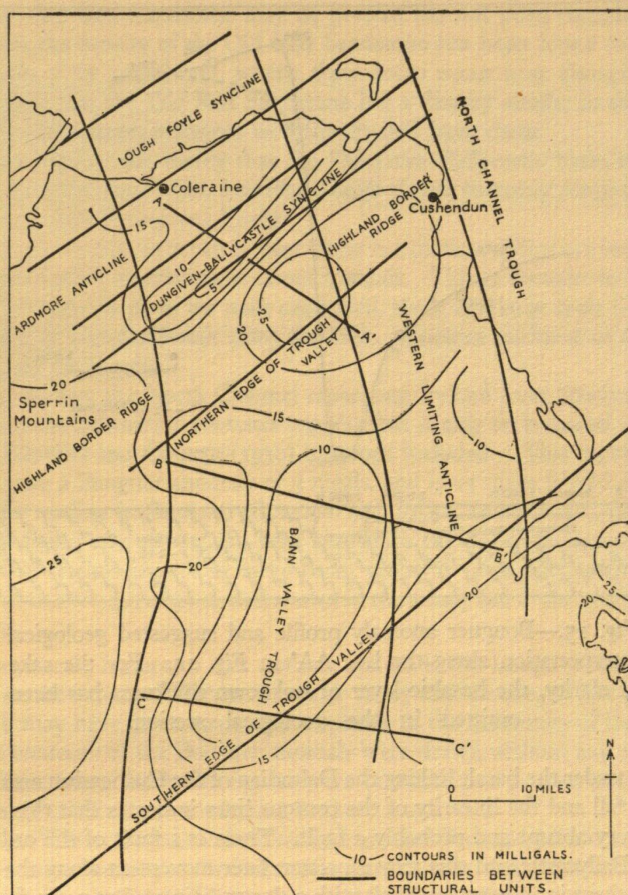 LOUGH FOYLE SYNCLINE
NORTH CHANNEL TROUGH
Coleraine
Cushendun
A
15
10
5
DUNGIVEN-BALLYCASTLE SYNCLINE
HIGHLAND BORDER
RIDGE
ARDMORE ANTICLINE
20
25
A'
NORTHERN EDGE OF TROUGH
VALLEY
WESTERN LIMITING ANTICLINE
20
Sperrin
Mountains
HIGHLAND BORDER RIDGE
15
10
10
B
B'
25
20
BANN VALLEY TROUGH
20
20
25
C
C'
SOUTHERN EDGE OF TROUGH VALLEY
15
N
0 10 MILES
10 CONTOURS IN MILLIGALS.
BOUNDARIES BETWEEN
STRUCTURAL UNITS.